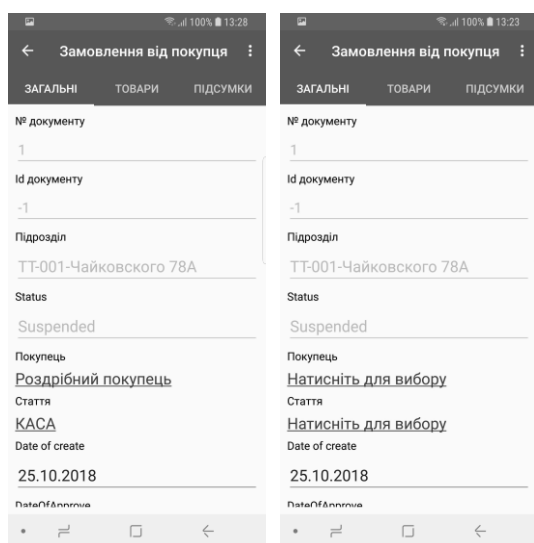 100% 13:28
Замовлення від покупця
ЗАГАЛЬНІ ТОВАРИ ПІДСУМКИ
№ документу
1
Id документу
-1
Підрозділ
ТТ-001-Чайковского 78А
Status
Suspended
Покупець
Роздрібний покупець
Стаття
КАСА
Date of create
25.10.2018
DateOfApprove
100% 13:23
Замовлення від покупця
ЗАГАЛЬНІ ТОВАРИ ПІДСУМКИ
№ документу
1
Id документу
-1
Підрозділ
ТТ-001-Чайковского 78А
Status
Suspended
Покупець
Натисніть для вибору
Стаття
Натисніть для вибору
Date of create
25.10.2018
DateOfApprove